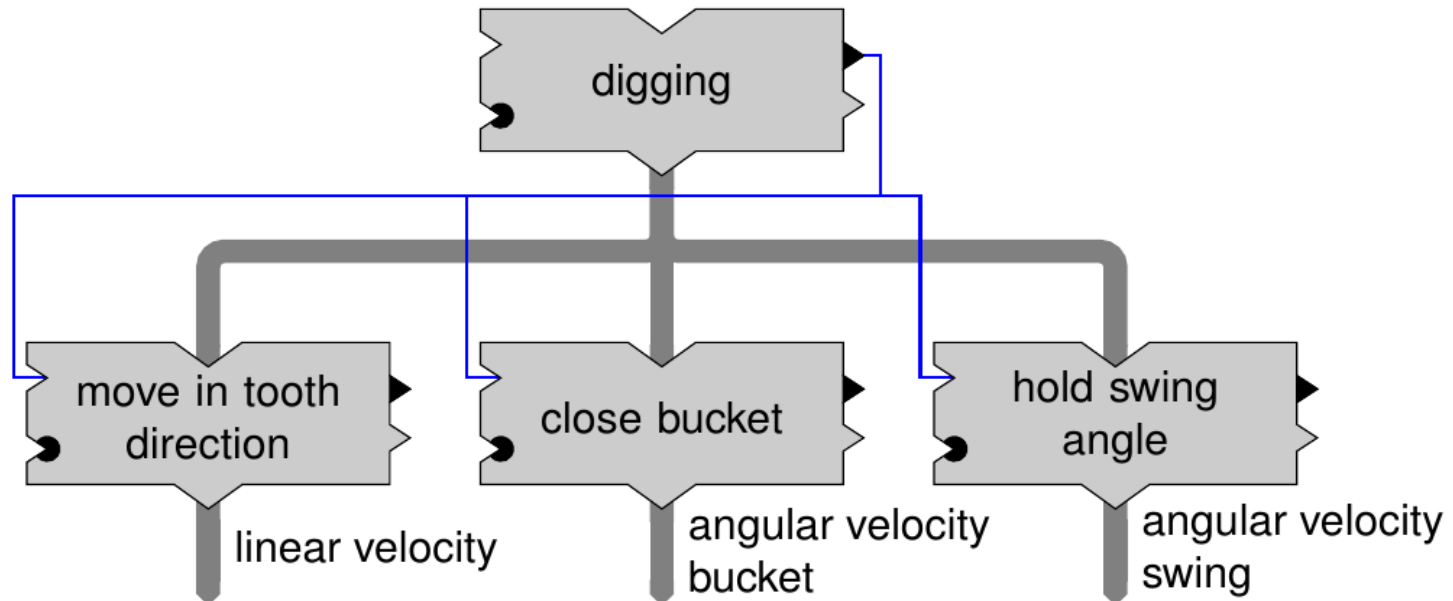 digging
move in tooth
direction
close bucket
hold swing
angle
linear velocity
angular velocity
bucket
angular velocity
swing